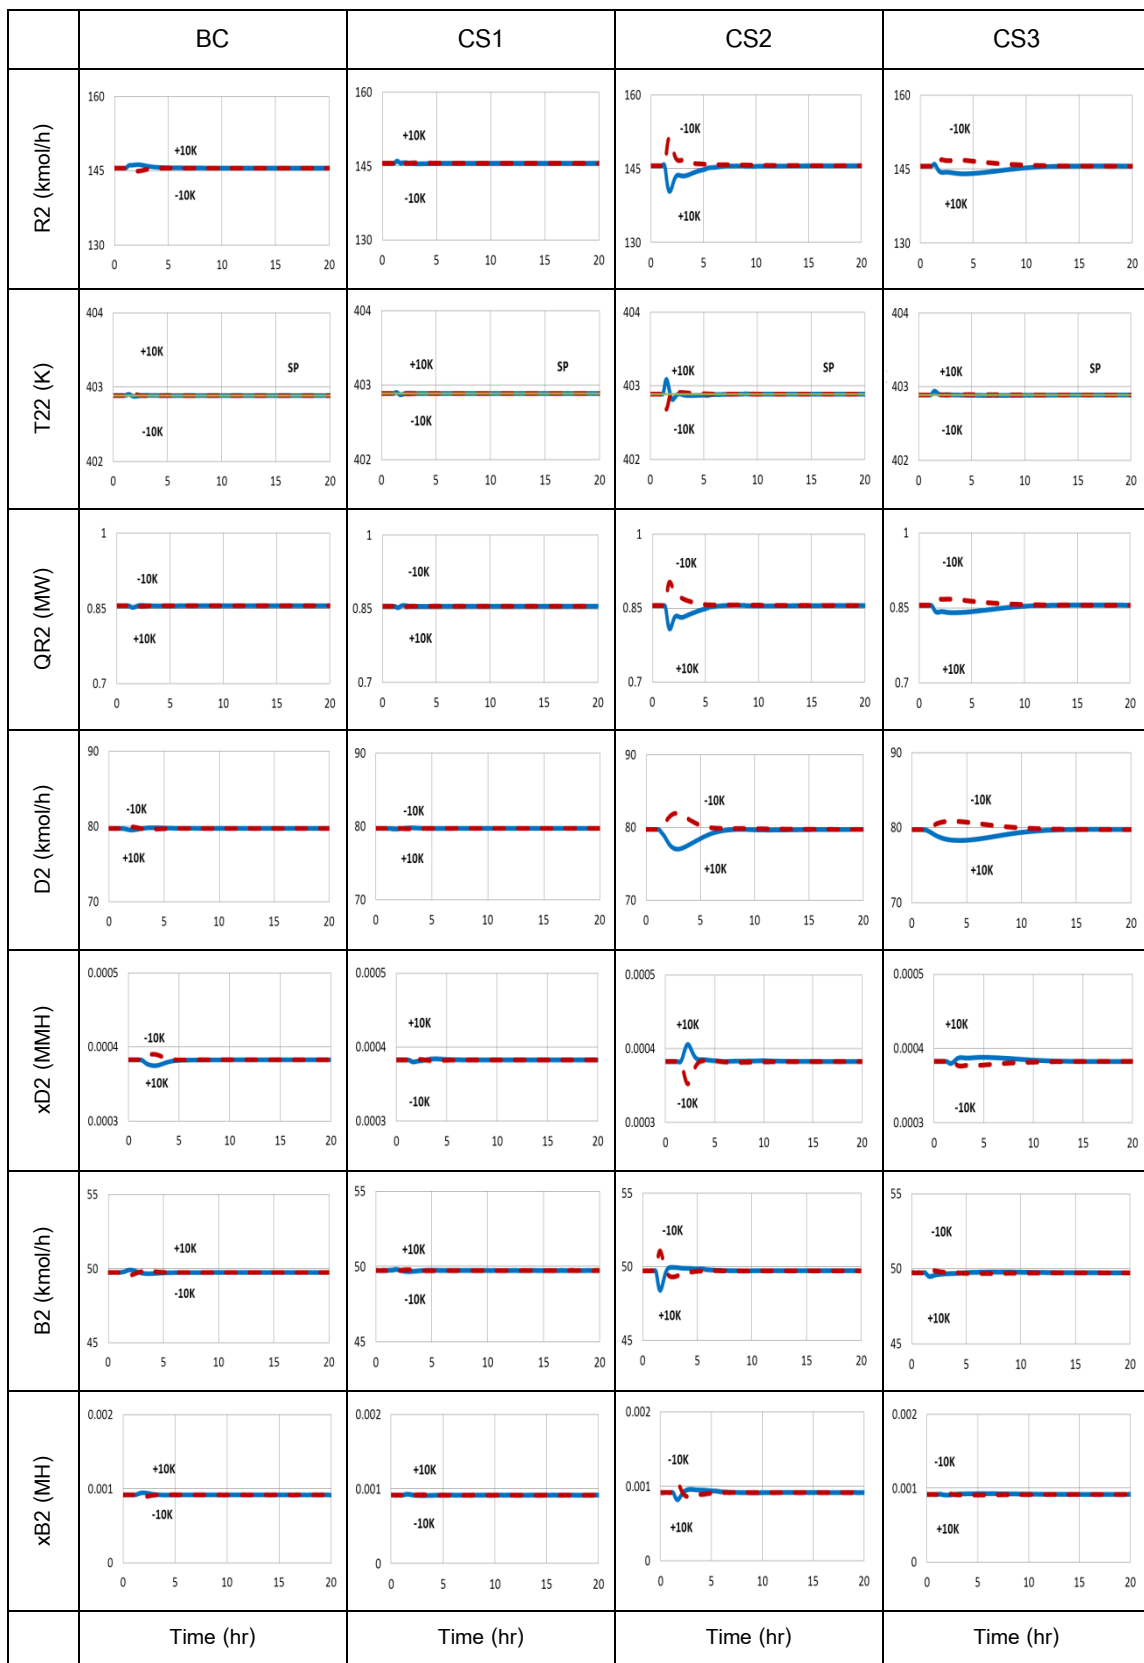 BC CS1 CS2 CS3
R2 (kmol/h)
160
145
130
+10K
-10K
0 5 10 15 20
160
145
130
+10K
-10K
0 5 10 15 20
160
145
130
-10K
+10K
0 5 10 15 20
160
145
130
-10K
+10K
0 5 10 15 20
T22 (K)
404
403
402
+10K
SP
-10K
0 5 10 15 20
404
403
402
+10K
SP
-10K
0 5 10 15 20
404
403
402
+10K
SP
-10K
0 5 10 15 20
404
403
402
+10K
SP
-10K
0 5 10 15 20
QR2 (MW)
1
0.85
0.7
-10K
+10K
0 5 10 15 20
1
0.85
0.7
-10K
+10K
0 5 10 15 20
1
0.85
0.7
-10K
+10K
0 5 10 15 20
1
0.85
0.7
-10K
+10K
0 5 10 15 20
D2 (kmol/h)
90
80
70
-10K
+10K
0 5 10 15 20
90
80
70
-10K
+10K
0 5 10 15 20
90
80
70
-10K
+10K
0 5 10 15 20
90
80
70
-10K
+10K
0 5 10 15 20
xD2 (MMH)
0.0005
0.0004
0.0003
-10K
+10K
0 5 10 15 20
0.0005
0.0004
0.0003
+10K
-10K
0 5 10 15 20
0.0005
0.0004
0.0003
+10K
-10K
0 5 10 15 20
0.0005
0.0004
0.0003
+10K
-10K
0 5 10 15 20
B2 (kmol/h)
55
50
45
+10K
-10K
0 5 10 15 20
55
50
45
+10K
-10K
0 5 10 15 20
55
50
45
-10K
+10K
0 5 10 15 20
55
50
45
-10K
+10K
0 5 10 15 20
xB2 (MH)
0.002
0.001
0
+10K
-10K
0 5 10 15 20
0.002
0.001
0
+10K
-10K
0 5 10 15 20
0.002
0.001
0
-10K
+10K
0 5 10 15 20
0.002
0.001
0
-10K
+10K
0 5 10 15 20
Time (hr) Time (hr) Time (hr) Time (hr)